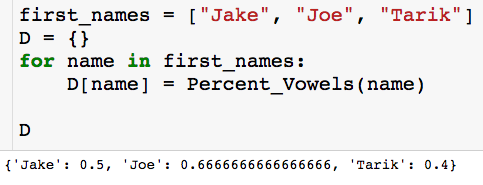 first_names = ["Jake", "Joe", "Tarik"]
D = {}
for name in first_names:
    D[name] = Percent_Vowels(name)
D
{'Jake': 0.5, 'Joe': 0.6666666666666666, 'Tarik': 0.4}